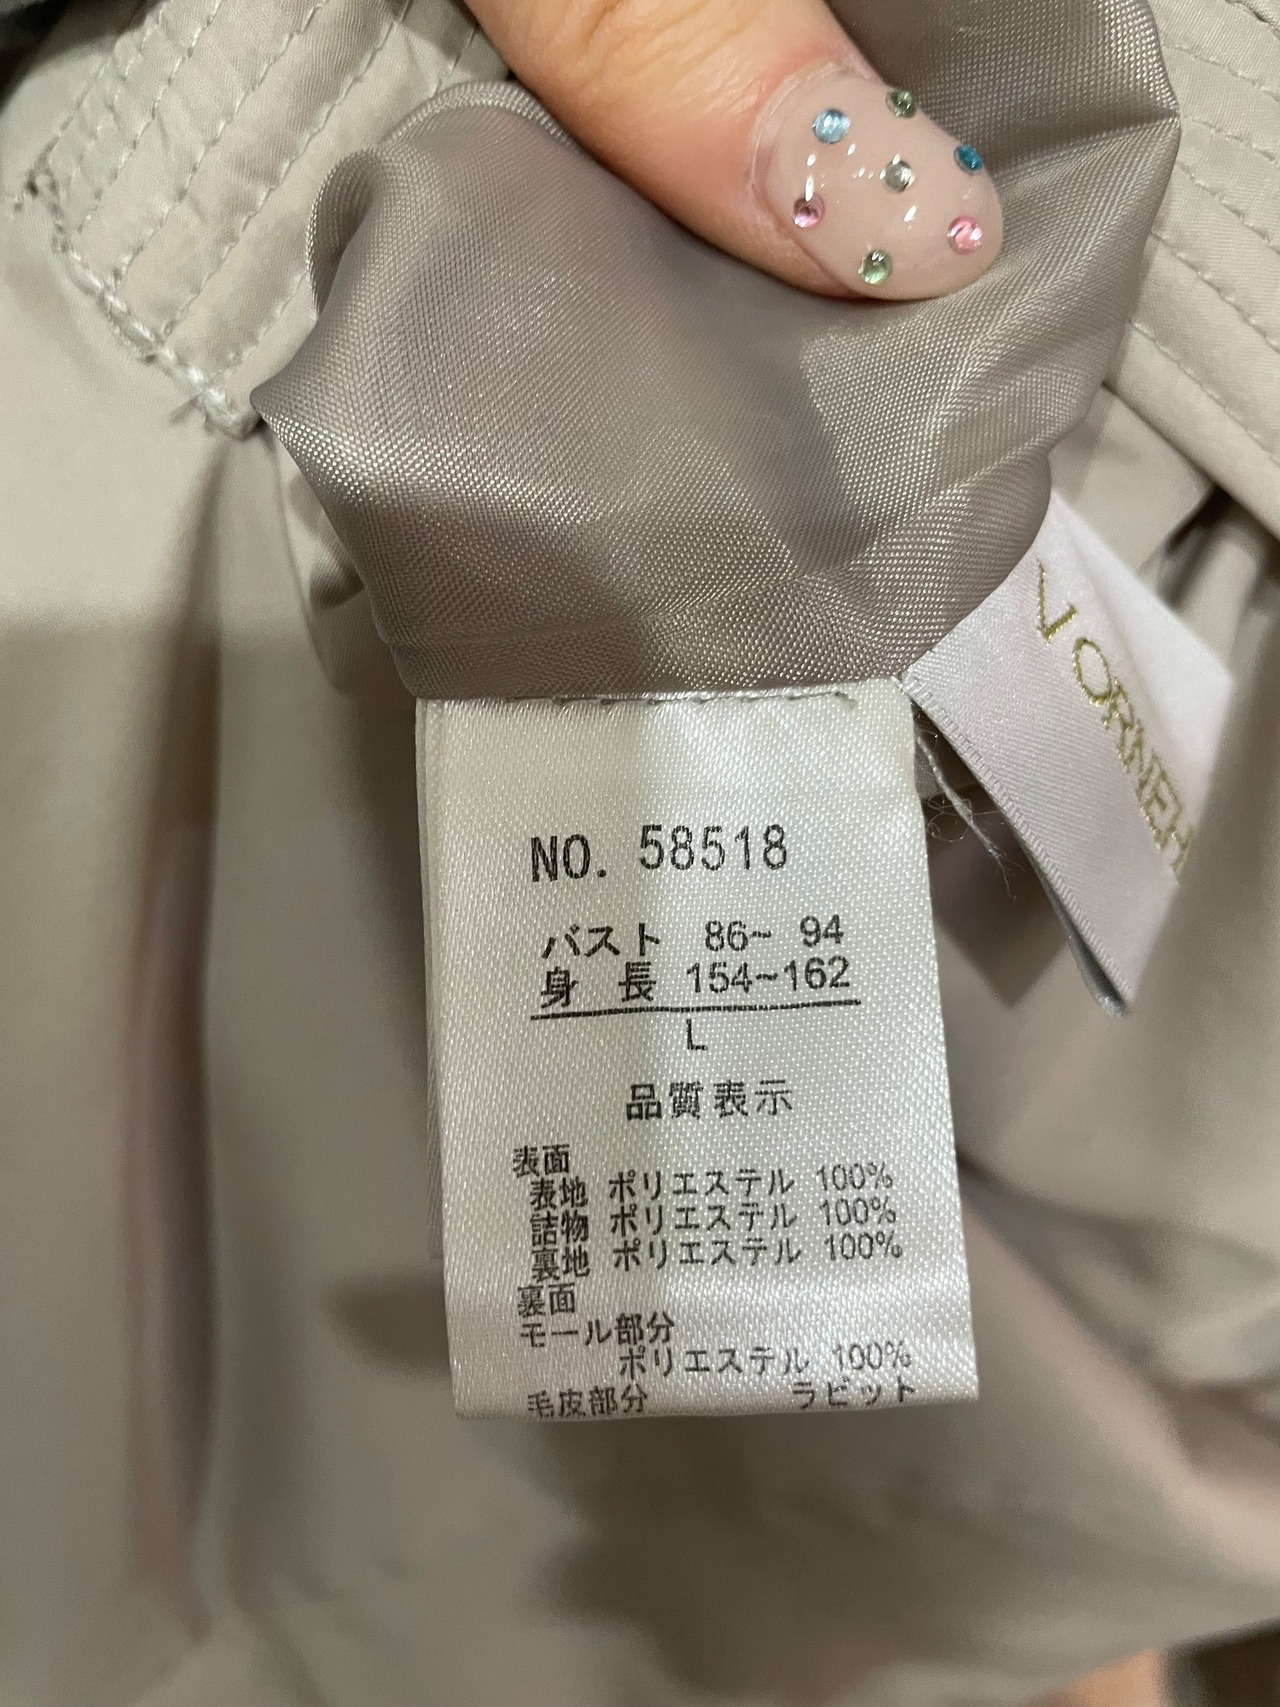 NO. 58518
バスト 86~ 94
身 長 154~162
L
品質表示
表面
表地 ポリエステル 100%
詰物 ポリエステル 100%
裏地 ポリエステル 100%
裏面
モール部分
ポリエステル 100%
毛皮部分 ラビット